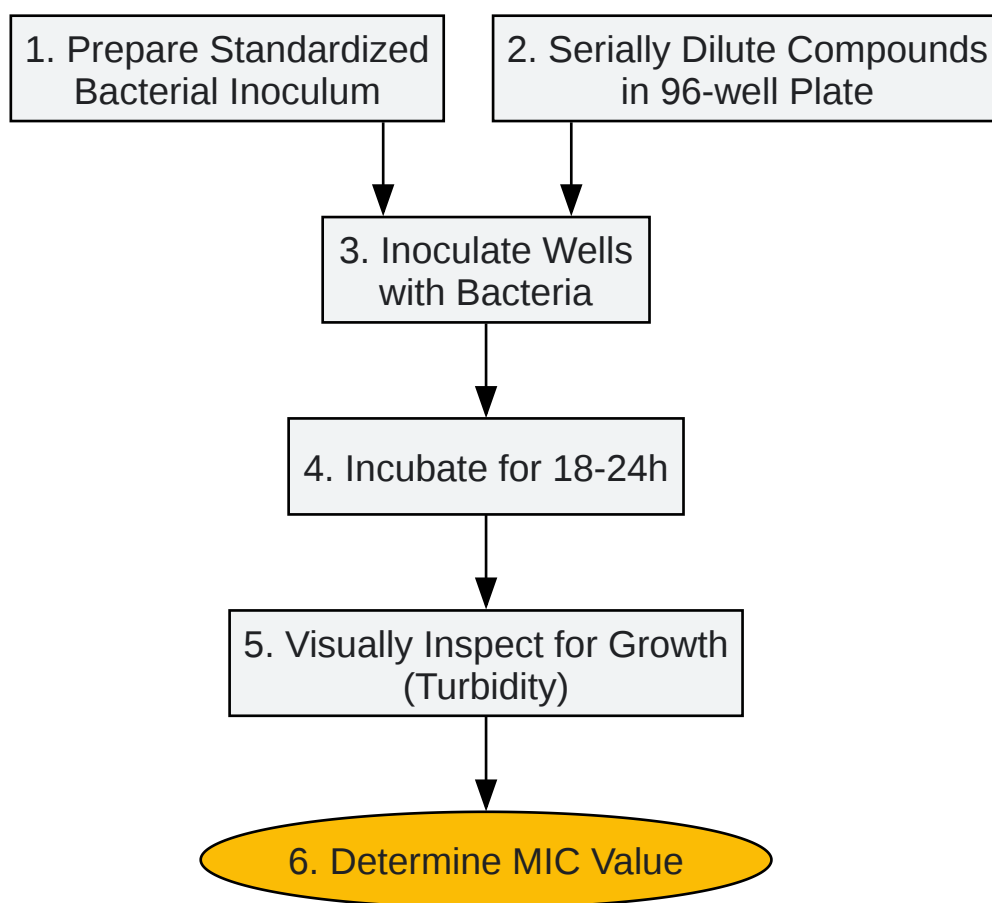 1. Prepare Standardized
Bacterial Inoculum
2. Serially Dilute Compounds
in 96-well Plate
3. Inoculate Wells
with Bacteria
4. Incubate for 18-24h
5. Visually Inspect for Growth
(Turbidity)
6. Determine MIC Value